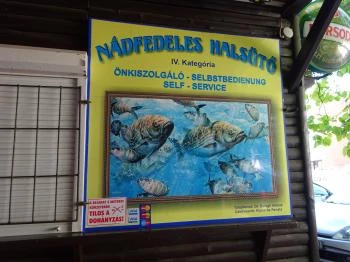 NÁDFEDELES HALSÜTŐ
IV. Kategória
ÖNKISZOLGÁLÓ - SELBSTBEDIENUNG
SELF - SERVICE
TILOS A
DOHÁNYZÁS!